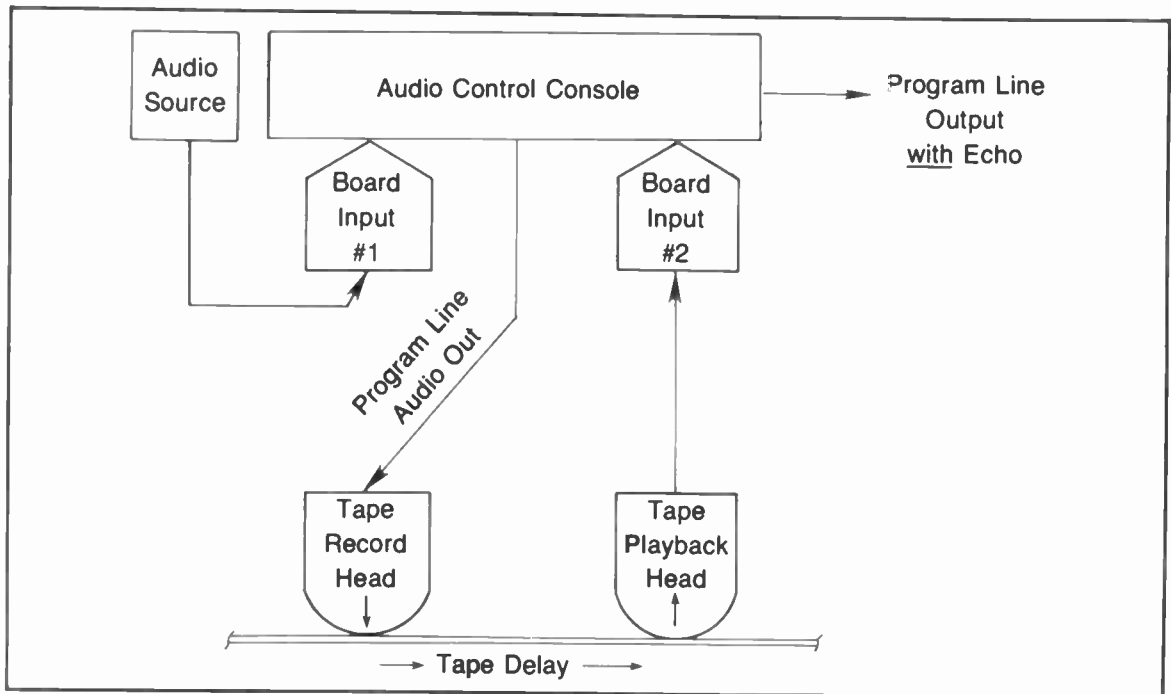 Audio
Source
Audio Control Console
Program Line
Output
with Echo
Board
Input
#1
Board
Input
#2
Program Line
Audio Out
Tape
Record
Head
Tape
Playback
Head
Tape Delay